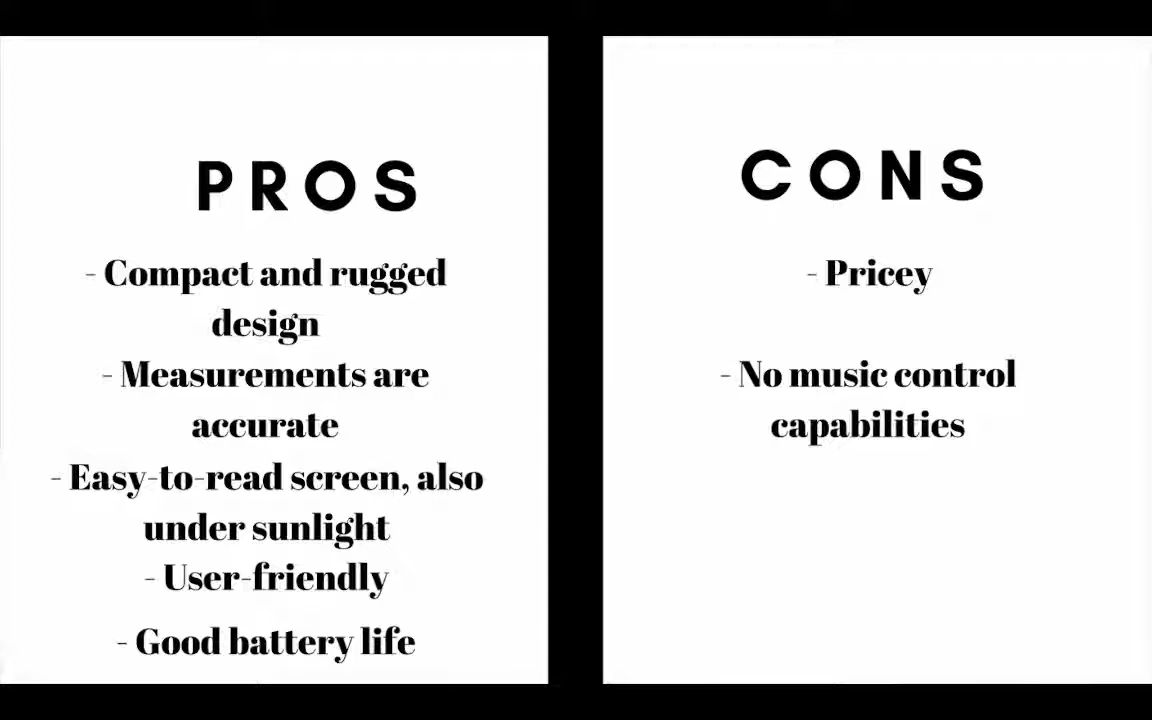 PROS
- Compact and rugged
design
- Measurements are
accurate
- Easy-to-read screen, also
under sunlight
- User-friendly
- Good battery life
CONS
- Pricey
- No music control
capabilities